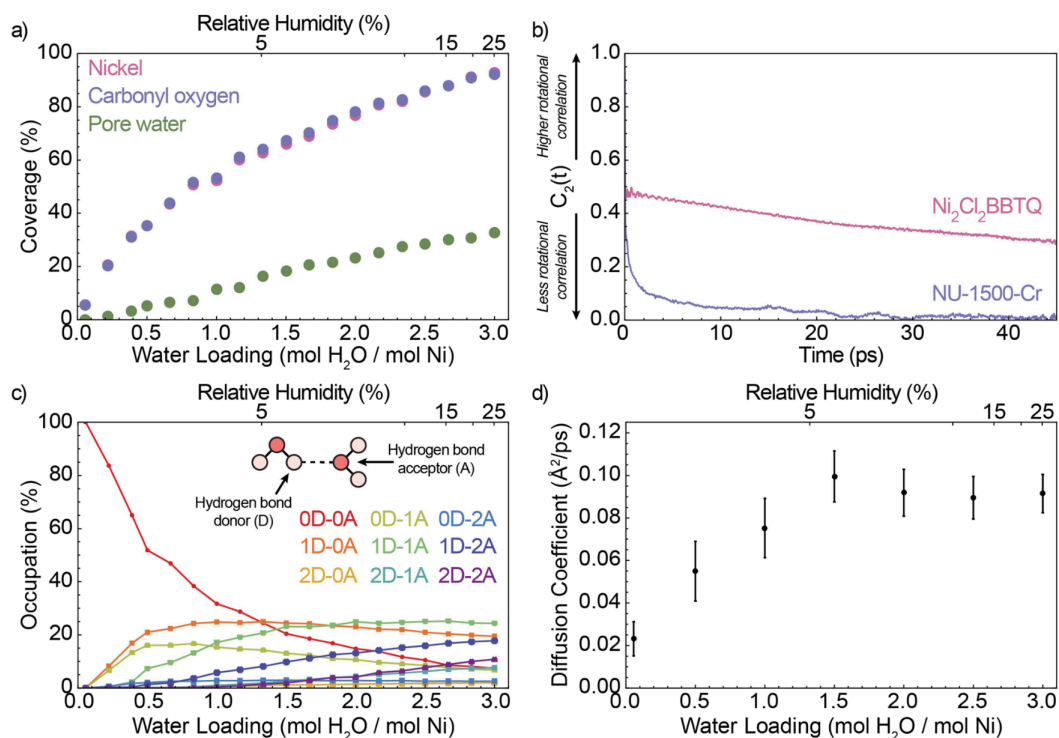 a)
Relative Humidity (%)
5 15 25
100
80
60
40
20
0
Coverage (%)
Nickel
Carbonyl oxygen
Pore water
0.0 0.5 1.0 1.5 2.0 2.5 3.0
Water Loading (mol H₂O / mol Ni)
b)
1.0
0.8
0.6
0.4
0.2
0.0
Higher rotational
correlation
C₂(t)
Less rotational
correlation
Ni₂Cl₂BBTQ
NU-1500-Cr
0 10 20 30 40
Time (ps)
c)
Relative Humidity (%)
5 15 25
100
80
60
40
20
0
Occupation (%)
Hydrogen bond
acceptor (A)
Hydrogen bond
donor (D)
0D-0A 0D-1A 0D-2A
1D-0A 1D-1A 1D-2A
2D-0A 2D-1A 2D-2A
0.0 0.5 1.0 1.5 2.0 2.5 3.0
Water Loading (mol H₂O / mol Ni)
d)
Relative Humidity (%)
5 15 25
0.12
0.10
0.08
0.06
0.04
0.02
0.00
Diffusion Coefficient (Å²/ps)
0.0 0.5 1.0 1.5 2.0 2.5 3.0
Water Loading (mol H₂O / mol Ni)